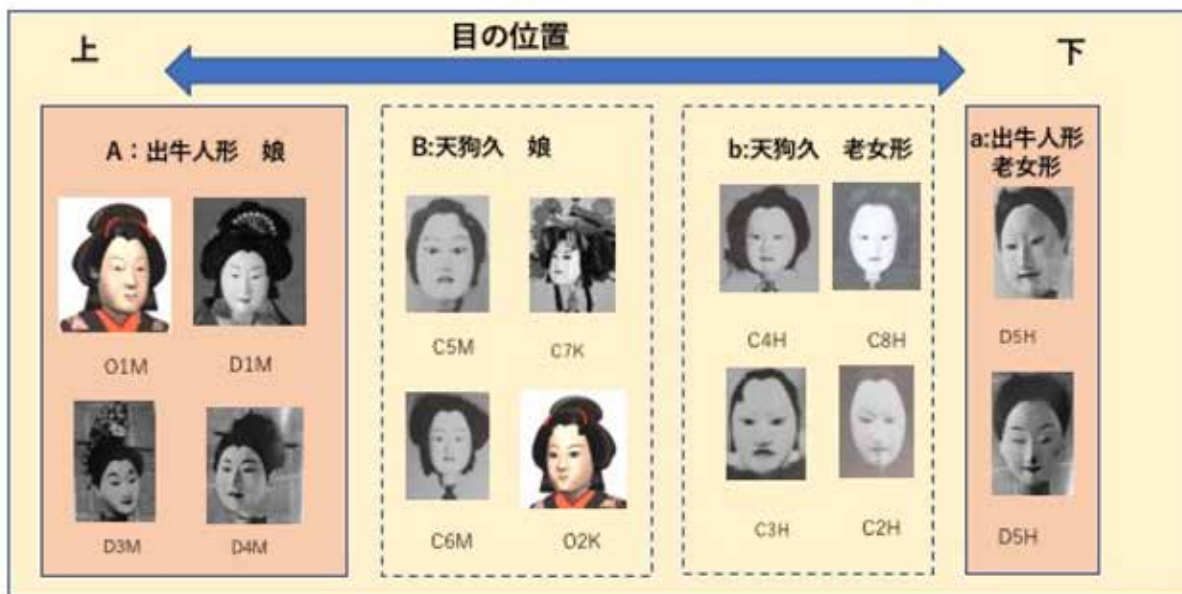 上
目の位置
下
A：出牛人形　娘
O1M
D1M
D3M
D4M
B:天狗久　娘
C5M
C7K
C6M
O2K
b:天狗久　老女形
C4H
C8H
C3H
C2H
a:出牛人形
老女形
D5H
D5H